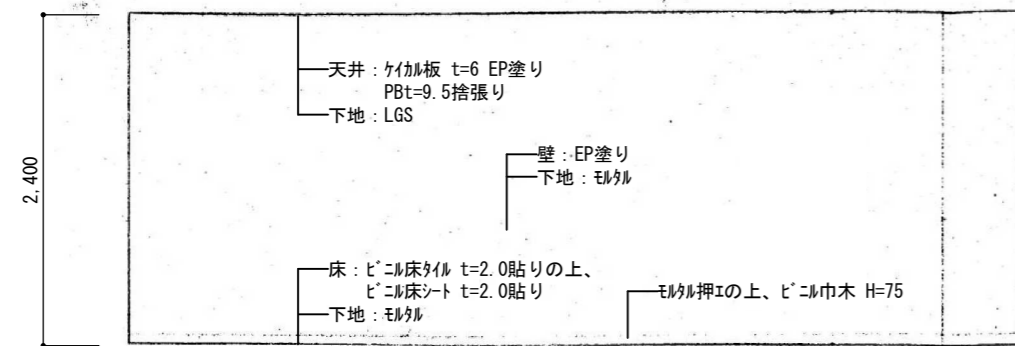 天井：ｹｲｶﾙ板 t=6 EP塗り
PBt=9.5捨張り
下地：LGS
2,400
壁：EP塗り
下地：ﾓﾙﾀﾙ
床：ﾋﾞﾆﾙ床ﾀｲﾙ t=2.0貼りの上、
ﾋﾞﾆﾙ床ｼｰﾄ t=2.0貼り
ﾓﾙﾀﾙ押ｴの上、ﾋﾞﾆﾙ巾木 H=75
下地：ﾓﾙﾀﾙ